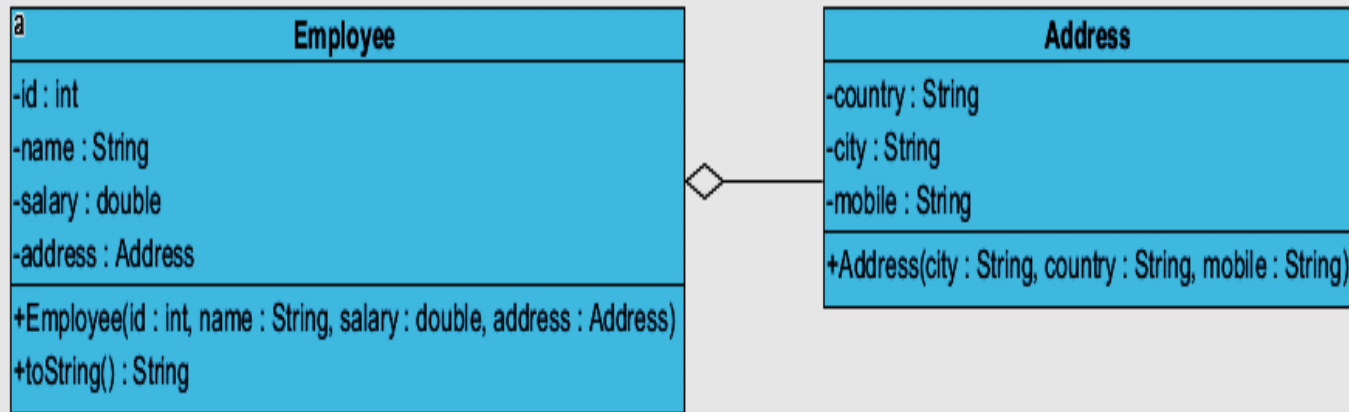 a
Employee
-id : int
-name : String
-salary : double
-address : Address
+Employee(id : int, name : String, salary : double, address : Address)
+toString() : String
Address
-country : String
-city : String
-mobile : String
+Address(city : String, country : String, mobile : String)